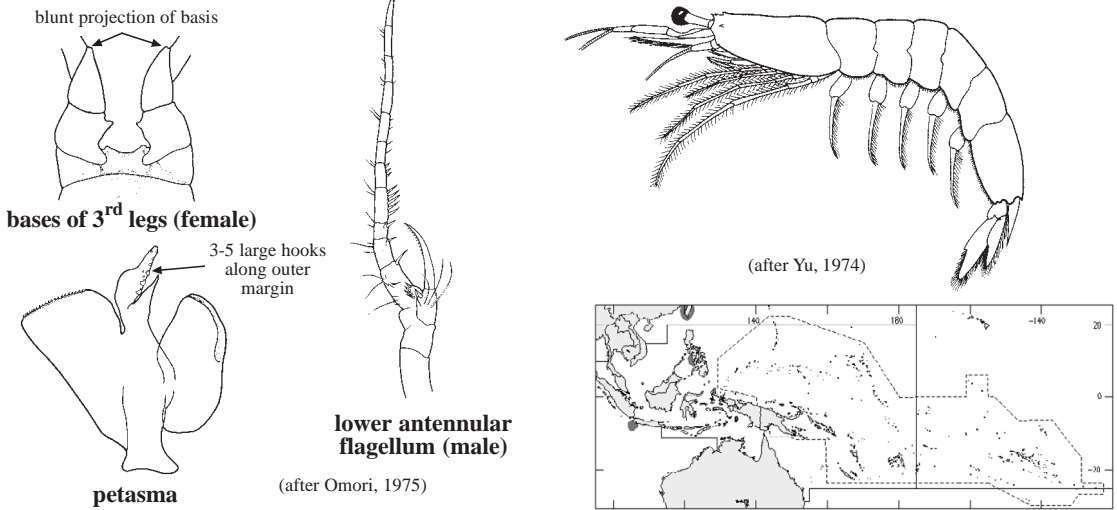 blunt projection of basis
bases of 3rd legs (female)
3-5 large hooks
along outer
margin
petasma
lower antennular
flagellum (male)
(after Omori, 1975)
(after Yu, 1974)
140
180
-140
20
0
-20